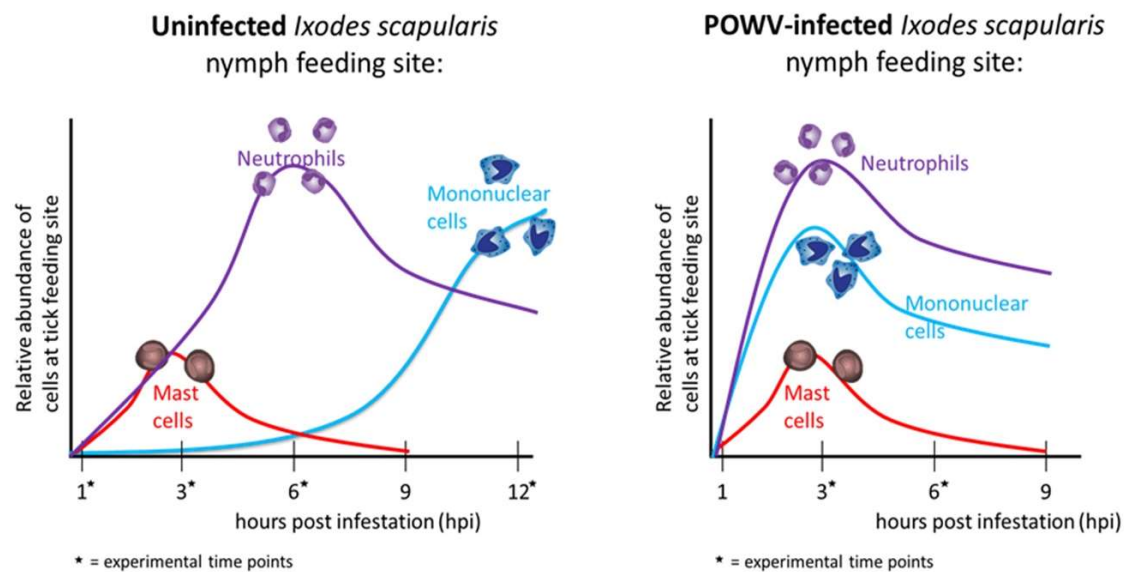 Uninfected Ixodes scapularis
nymph feeding site:
Relative abundance of
cells at tick feeding site
Neutrophils
Mononuclear
cells
Mast
cells
1★ 3★ 6★ 9 12★
hours post infestation (hpi)
★ = experimental time points
POWV-infected Ixodes scapularis
nymph feeding site:
Relative abundance of
cells at tick feeding site
Neutrophils
Mononuclear
cells
Mast
cells
1 3★ 6★ 9
hours post infestation (hpi)
★ = experimental time points